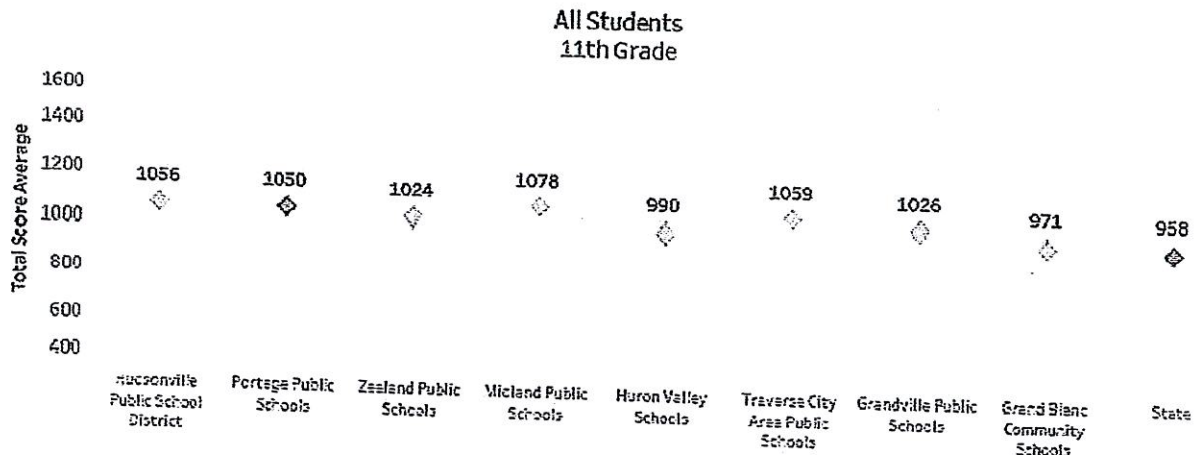 All Students
11th Grade
Total Score Average
1600
1400
1200
1000
800
600
400
1056
1050
1024
1078
990
1059
1026
971
958
Hudsonville
Public School
District
Portage Public
Schools
Zeeland Public
Schools
Midland Public
Schools
Huron Valley
Schools
Traverse City
Area Public
Schools
Grandville Public
Schools
Grand Blanc
Community
Schools
State